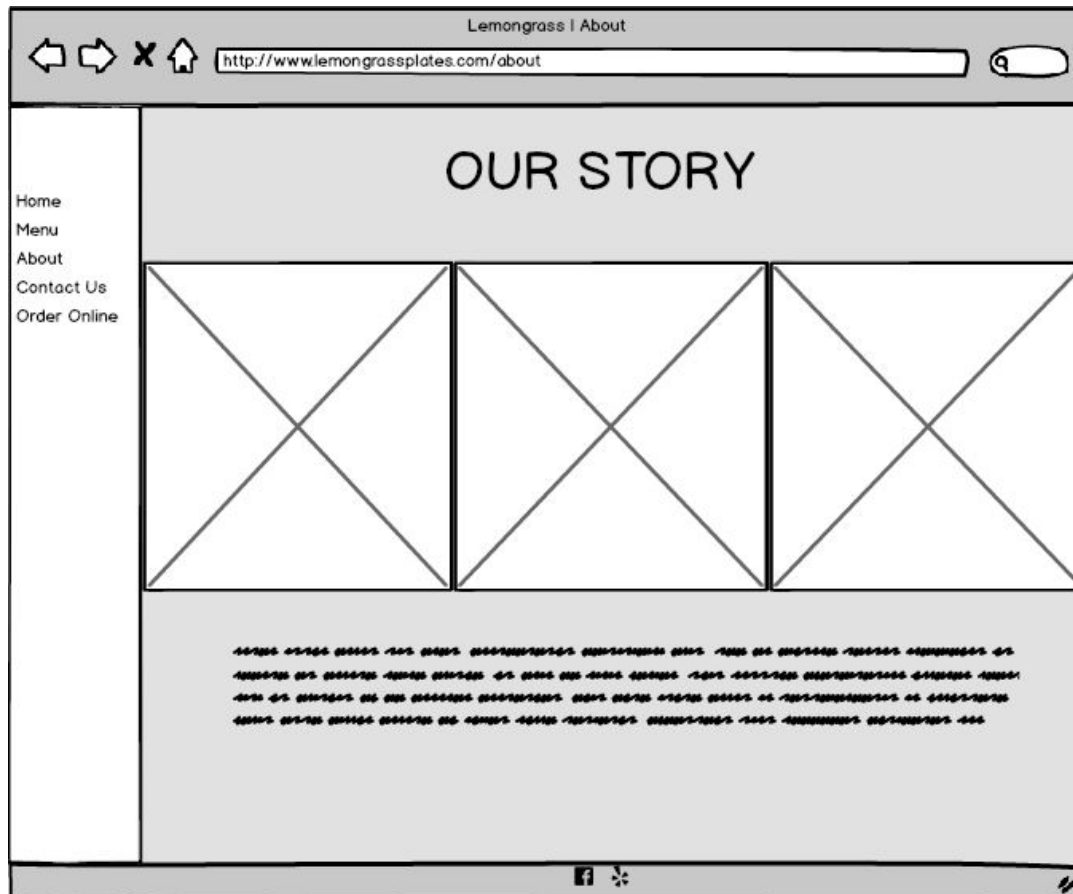 Lemongrass | About
http://www.lemongrassplates.com/about
OUR STORY
Home
Menu
About
Contact Us
Order Online